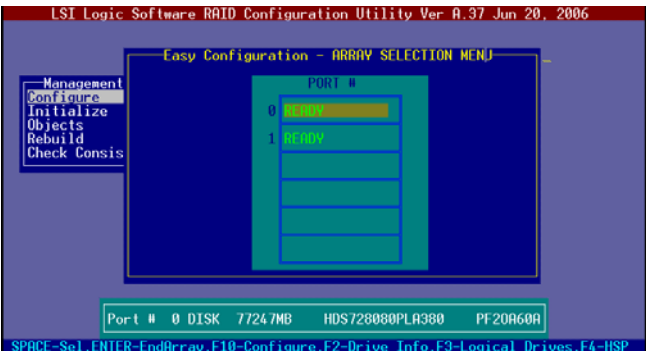 LSI Logic Software RAID Configuration Utility Ver A.37 Jun 20, 2006
Easy Configuration - ARRAY SELECTION MENU
Management
Configure
Initialize
Objects
Rebuild
Check Consis
PORT #
0 READY
1 READY
Port # 0 DISK 77247MB HDS728080PLA380 PF2OA60A
SPACE-Sel,ENTER-EndArray,F10-Configure,F2-Drive Info,F3-Logical Drives,F4-HSP